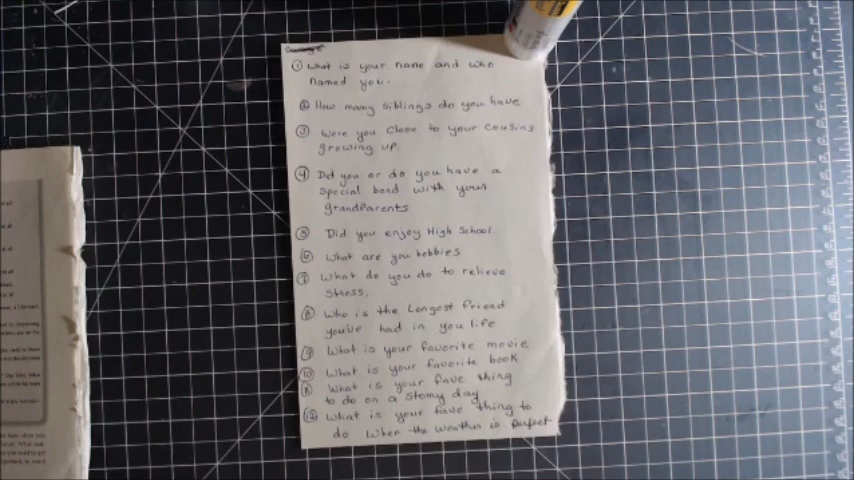 ① What is your name and who
named you.
② How many siblings do you have
③ Were you close to your cousins
growing up.
④ Did you or do you have a
special bond with your
grandparents
⑤ Did you enjoy High School.
⑥ What are you hobbies
⑦ What do you do to relieve
stress.
⑧ Who is the Longest friend
you've had in you life
⑨ What is your favorite movie
⑩ What is your favorite book
⑪ What is your fave thing
to do on a stormy day
⑫ What is your fave thing to
do when the weather is perfect